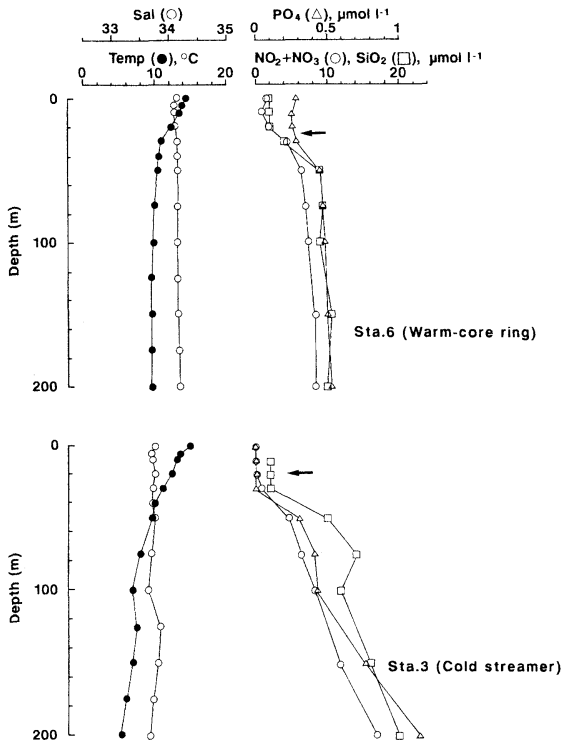 Sal (○)
33 34 35
Temp (●), °C
0 10 20
PO₄ (△), µmol l⁻¹
0 0.5 1
NO₂+NO₃ (○), SiO₂ (□), µmol l⁻¹
0 10 20
0
100
200
Depth (m)
Sta.6 (Warm-core ring)
0
100
200
Depth (m)
Sta.3 (Cold streamer)